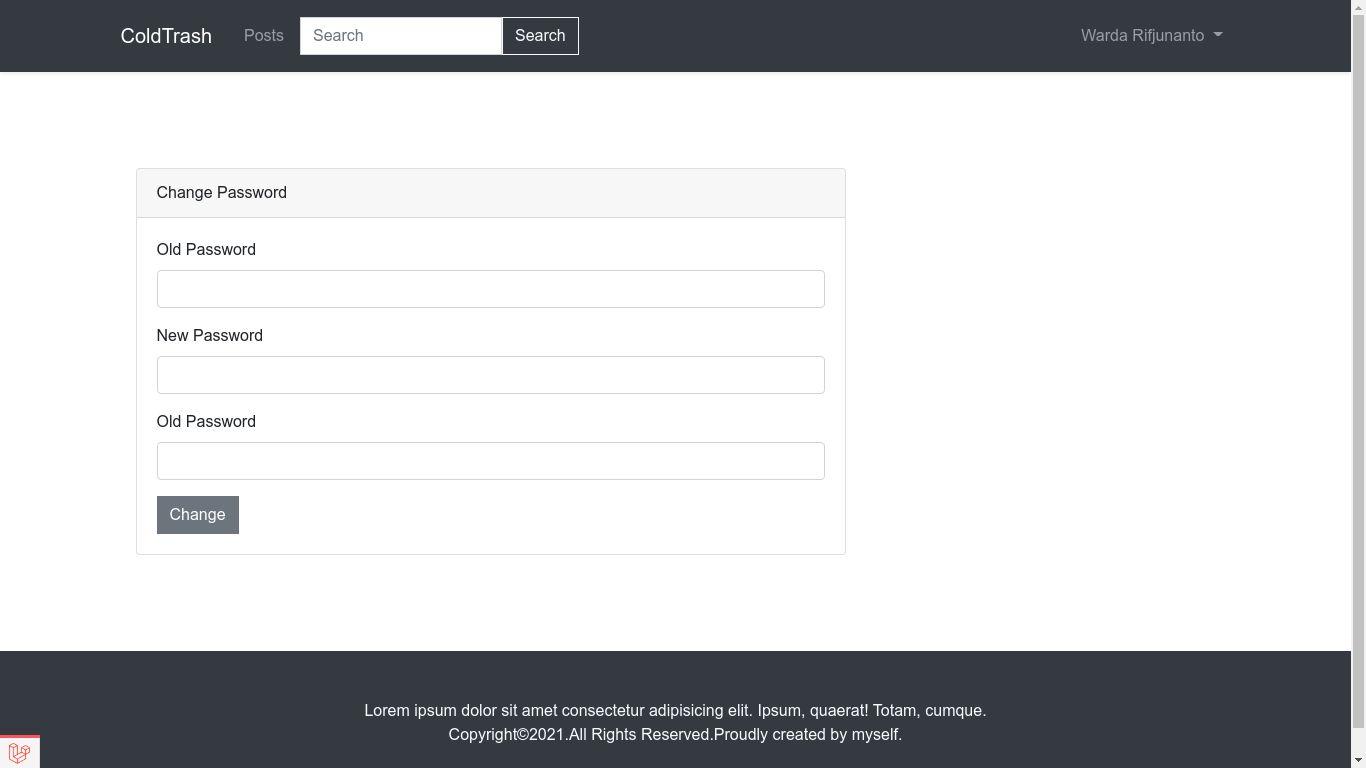 ColdTrash Posts Search Search Warda Rifjunanto
Change Password
Old Password
New Password
Old Password
Change
Lorem ipsum dolor sit amet consectetur adipisicing elit. Ipsum, quaerat! Totam, cumque.
Copyright©2021.All Rights Reserved.Proudly created by myself.